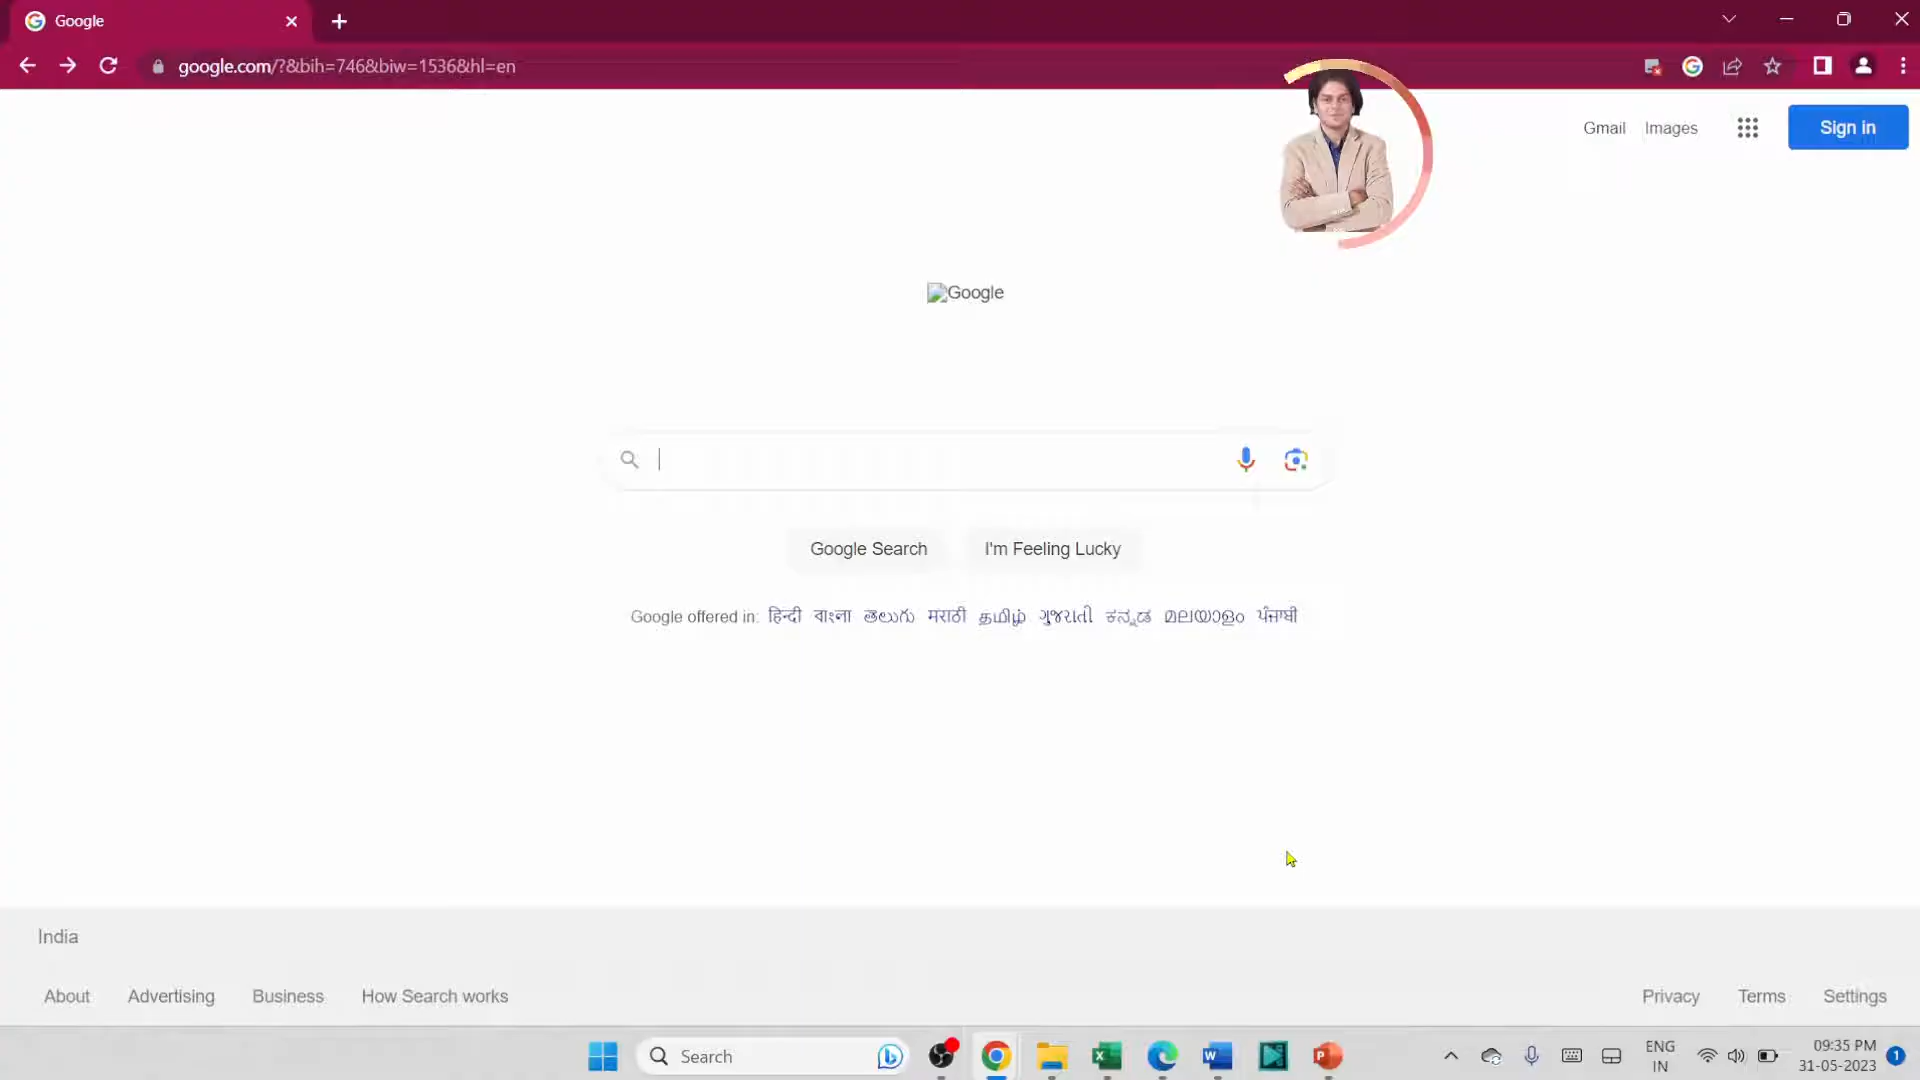 Google
google.com/?&bih=746&biw=1536&hl=en
Gmail Images Sign in
Google
Google Search I'm Feeling Lucky
Google offered in: हिन्दी বাংলা తెలుగు मराठी தமிழ் ગુજરાતી ಕನ್ನಡ മലയാളം ਪੰਜਾਬੀ
India
About Advertising Business How Search works Privacy Terms Settings
Search
ENG
IN
09:35 PM
31-05-2023
1